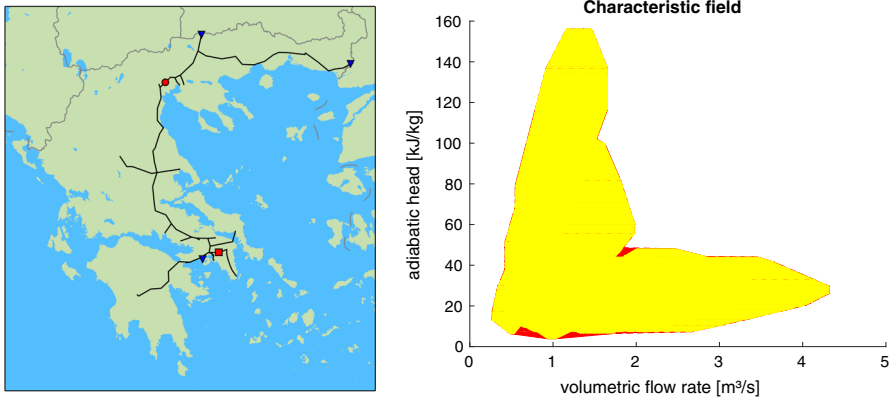 Characteristic field
adiabatic head [kJ/kg]
160
140
120
100
80
60
40
20
0
0 1 2 3 4 5
volumetric flow rate [m³/s]